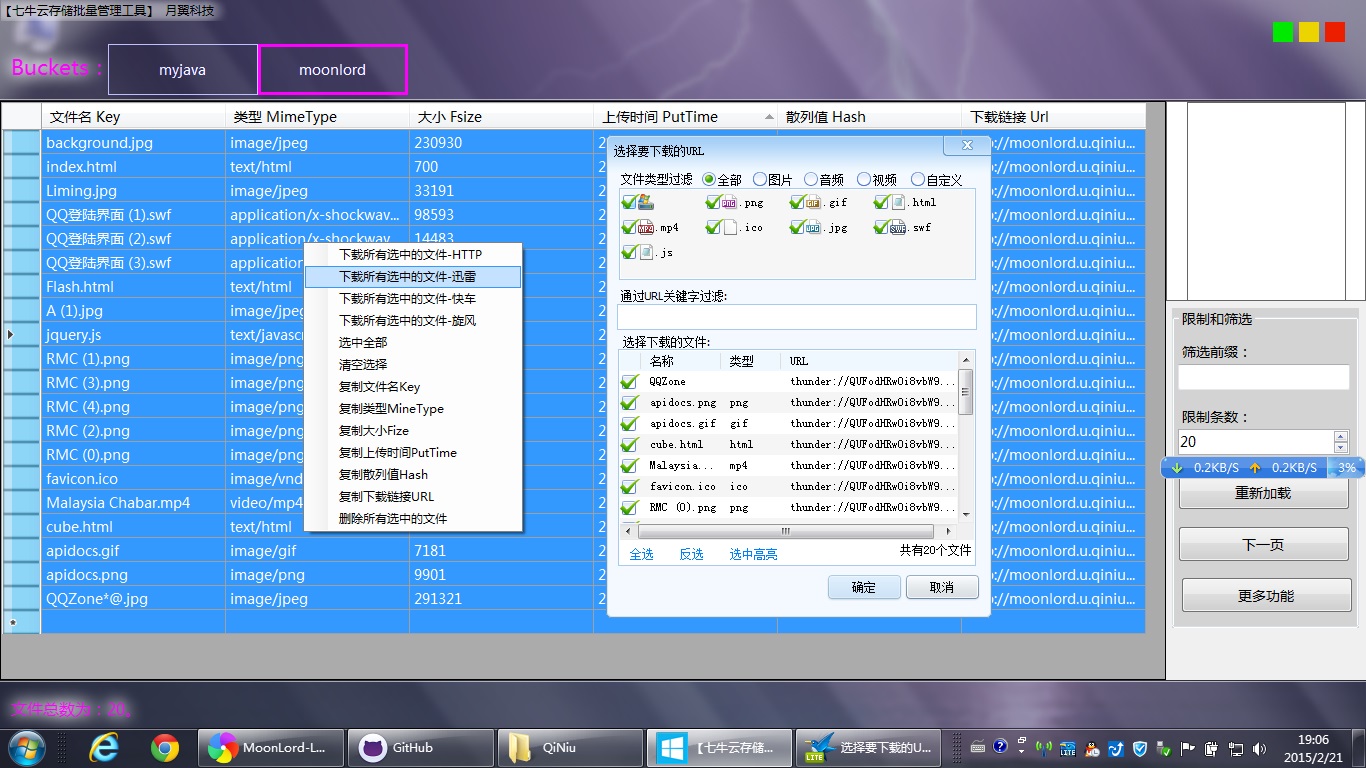 【七牛云存储批量管理工具】 月翼科技
Buckets : myjava moonlord
文件名 Key 类型 MimeType 大小 Fsize 上传时间 PutTime 散列值 Hash 下载链接 Url
background.jpg image/jpeg 230930 2 ://moonlord.u.qiniu...
index.html text/html 700 2 ://moonlord.u.qiniu...
Liming.jpg image/jpeg 33191 2 ://moonlord.u.qiniu...
QQ登陆界面 (1).swf application/x-shockwav... 98593 2 ://moonlord.u.qiniu...
QQ登陆界面 (2).swf application/x-shockwav 14483 2 ://moonlord.u.qiniu...
QQ登陆界面 (3).swf application 2 ://moonlord.u.qiniu...
Flash.html text/html 2 ://moonlord.u.qiniu...
A (1).jpg image/jpe 2 ://moonlord.u.qiniu...
jquery.js text/javasc 2 ://moonlord.u.qiniu...
RMC (1).png image/png 2 ://moonlord.u.qiniu...
RMC (3).png image/png 2 ://moonlord.u.qiniu...
RMC (4).png image/png 2 ://moonlord.u.qiniu...
RMC (2).png image/png 2 ://moonlord.u.qiniu...
RMC (0).png image/png 2 ://moonlord.u.qiniu...
favicon.ico image/vnd 2 ://moonlord.u.qiniu...
Malaysia Chabar.mp4 video/mp4 2 ://moonlord.u.qiniu...
cube.html text/html 2 ://moonlord.u.qiniu...
apidocs.gif image/gif 7181 2 ://moonlord.u.qiniu...
apidocs.png image/png 9901 2 ://moonlord.u.qiniu...
QQZone*@.jpg image/jpeg 291321 2 ://moonlord.u.qiniu...
下载所有选中的文件-HTTP
下载所有选中的文件-迅雷
下载所有选中的文件-快车
下载所有选中的文件-旋风
选中全部
清空选择
复制文件名Key
复制类型MineType
复制大小Fize
复制上传时间PutTime
复制散列值Hash
复制下载链接URL
删除所有选中的文件
选择要下载的URL
文件类型过滤 全部 图片 音频 视频 自定义
.png .gif .html
.mp4 .ico .jpg .swf
.js
通过URL关键字过滤:
选择下载的文件:
名称 类型 URL
QQZone thunder://QUFodHRwOi8vbW9...
apidocs.png png thunder://QUFodHRwOi8vbW9...
apidocs.gif gif thunder://QUFodHRwOi8vbW9...
cube.html html thunder://QUFodHRwOi8vbW9...
Malaysia... mp4 thunder://QUFodHRwOi8vbW9...
favicon.ico ico thunder://QUFodHRwOi8vbW9...
RMC (0).png png thunder://QUFodHRwOi8vbW9...
全选 反选 选中高亮 共有20个文件
确定 取消
限制和筛选
筛选前缀：
限制条数：
20
0.2KB/S 0.2KB/S 3%
重新加载
下一页
更多功能
文件总数为：20。
MoonLord-L... GitHub QiNiu 【七牛云存储... 选择要下载的U...
19:06
2015/2/21